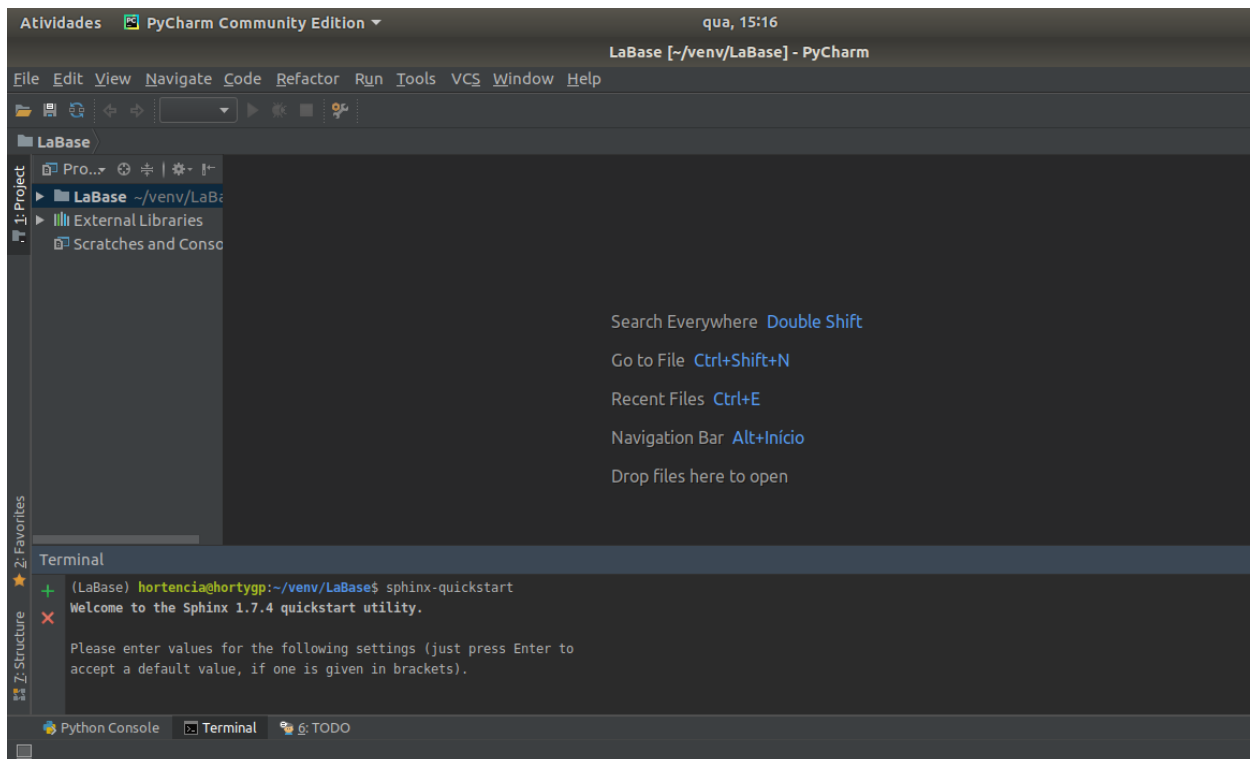 Atividades PyCharm Community Edition qua, 15:16
LaBase [~/venv/LaBase] - PyCharm
File Edit View Navigate Code Refactor Run Tools VCS Window Help
LaBase
1: Project
Pro...
LaBase ~/venv/LaBa
External Libraries
Scratches and Conso
Search Everywhere Double Shift
Go to File Ctrl+Shift+N
Recent Files Ctrl+E
Navigation Bar Alt+Início
Drop files here to open
2: Favorites
7: Structure
Terminal
(LaBase) hortencia@hortygp:~/venv/LaBase$ sphinx-quickstart
Welcome to the Sphinx 1.7.4 quickstart utility.
Please enter values for the following settings (just press Enter to
accept a default value, if one is given in brackets).
Python Console Terminal 6: TODO